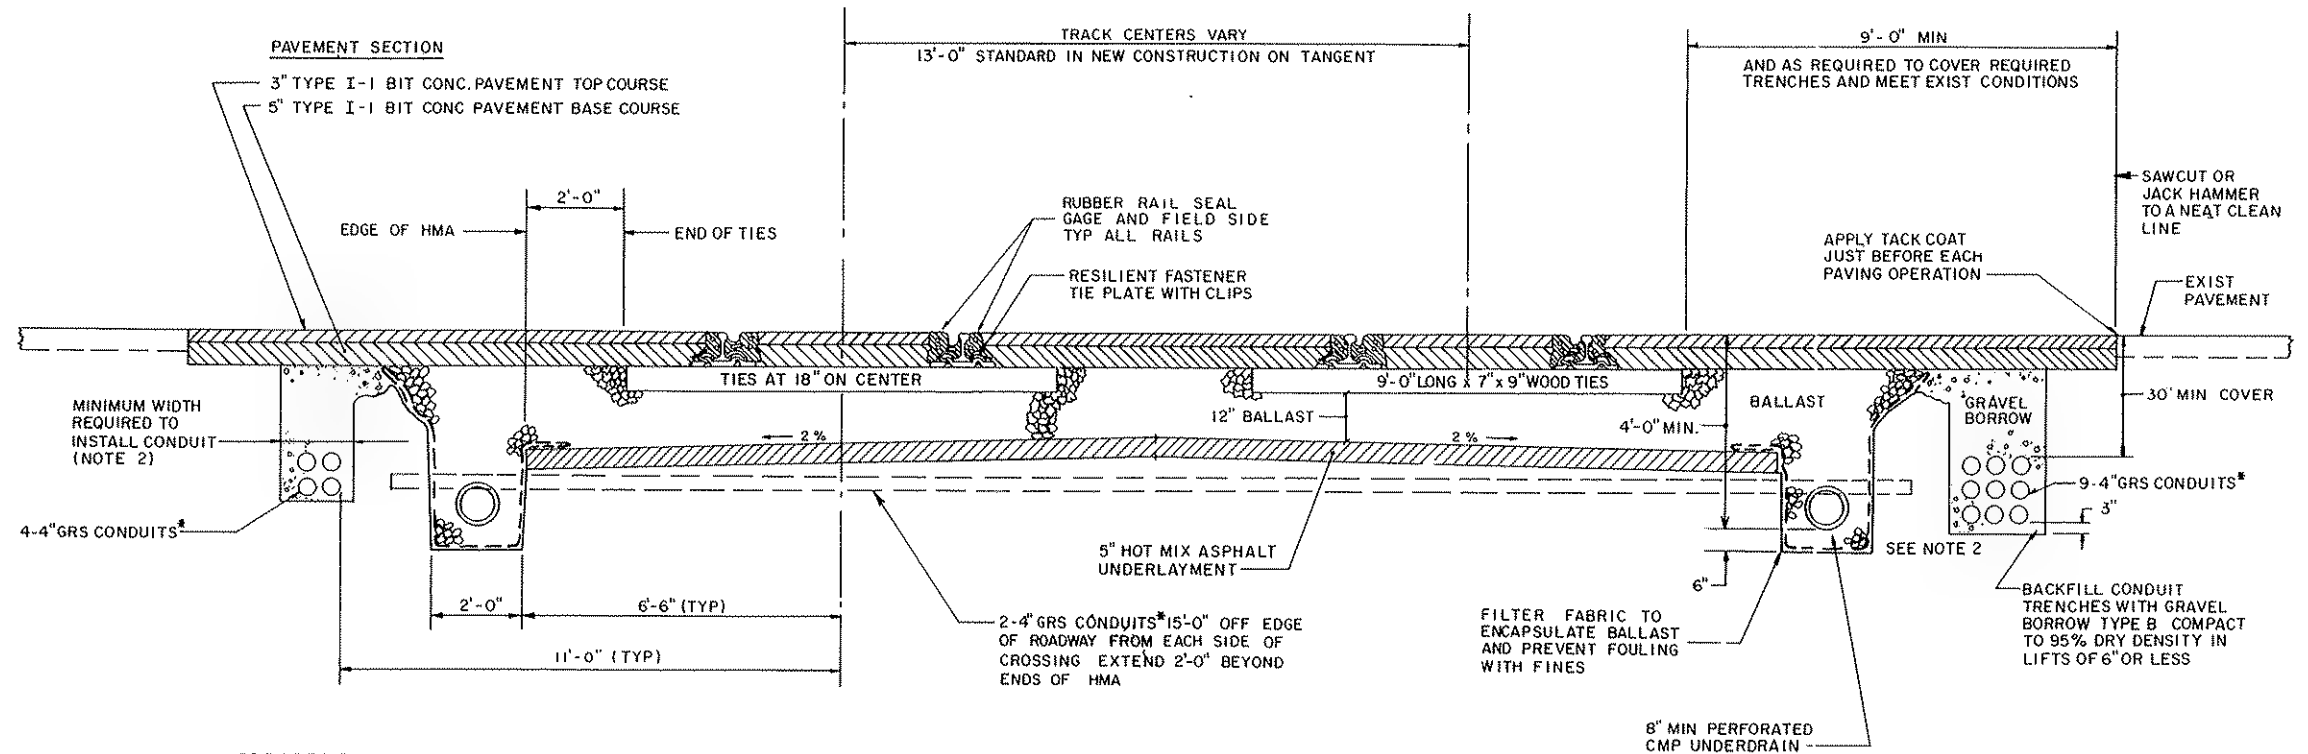 PAVEMENT SECTION
3" TYPE I-I BIT CONC. PAVEMENT TOP COURSE
5" TYPE I-I BIT CONC PAVEMENT BASE COURSE
TRACK CENTERS VARY
13'-0" STANDARD IN NEW CONSTRUCTION ON TANGENT
9'-0" MIN
AND AS REQUIRED TO COVER REQUIRED
TRENCHES AND MEET EXIST CONDITIONS
SAWCUT OR
JACK HAMMER
TO A NEAT CLEAN
LINE
2'-0"
EDGE OF HMA
END OF TIES
RUBBER RAIL SEAL
GAGE AND FIELD SIDE
TYP ALL RAILS
RESILIENT FASTENER
TIE PLATE WITH CLIPS
APPLY TACK COAT
JUST BEFORE EACH
PAVING OPERATION
EXIST
PAVEMENT
TIES AT 18" ON CENTER
9'-0" LONG x 7" x 9" WOOD TIES
MINIMUM WIDTH
REQUIRED TO
INSTALL CONDUIT
(NOTE 2)
12" BALLAST
BALLAST
4'-0" MIN.
GRAVEL
BORROW
30' MIN COVER
2%
2%
4-4" GRS CONDUITS*
9-4" GRS CONDUITS*
3"
5" HOT MIX ASPHALT
UNDERLAYMENT
SEE NOTE 2
6"
2'-0"
6'-6" (TYP)
11'-0" (TYP)
2-4" GRS CONDUITS* 15'-0" OFF EDGE
OF ROADWAY FROM EACH SIDE OF
CROSSING EXTEND 2'-0" BEYOND
ENDS OF HMA
FILTER FABRIC TO
ENCAPSULATE BALLAST
AND PREVENT FOULING
WITH FINES
BACKFILL CONDUIT
TRENCHES WITH GRAVEL
BORROW TYPE B COMPACT
TO 95% DRY DENSITY IN
LIFTS OF 6" OR LESS
8" MIN PERFORATED
CMP UNDERDRAIN